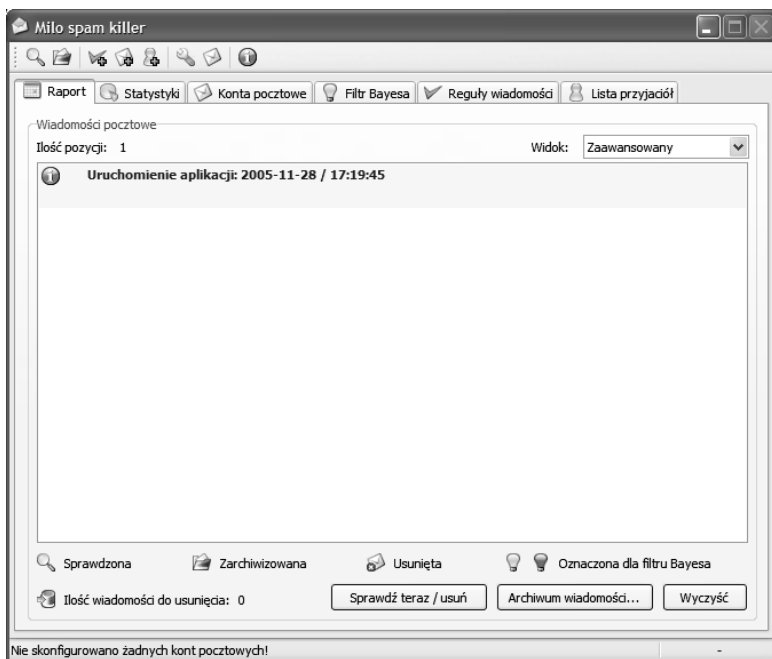 Milo spam killer
Raport Statystyki Konta pocztowe Filtr Bayesa Reguły wiadomości Lista przyjaciół
Wiadomości pocztowe
Ilość pozycji: 1 Widok: Zaawansowany
Uruchomienie aplikacji: 2005-11-28 / 17:19:45
Sprawdzona Zarchiwizowana Usunięta Oznaczona dla filtru Bayesa
Ilość wiadomości do usunięcia: 0 Sprawdź teraz / usuń Archiwum wiadomości... Wyczyść
Nie skonfigurowano żadnych kont pocztowych! -